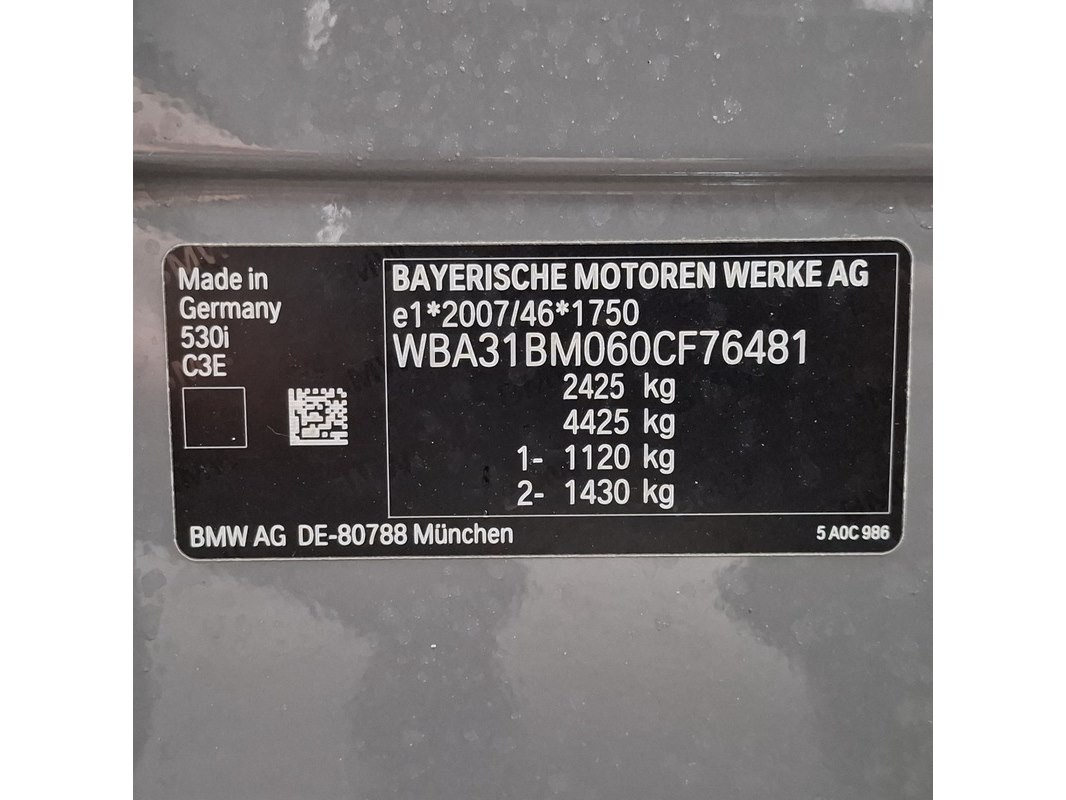 Made in
Germany
530i
C3E
BAYERISCHE MOTOREN WERKE AG
e1*2007/46*1750
WBA31BM060CF76481
2425 kg
4425 kg
1- 1120 kg
2- 1430 kg
BMW AG DE-80788 München
5 A0C 986